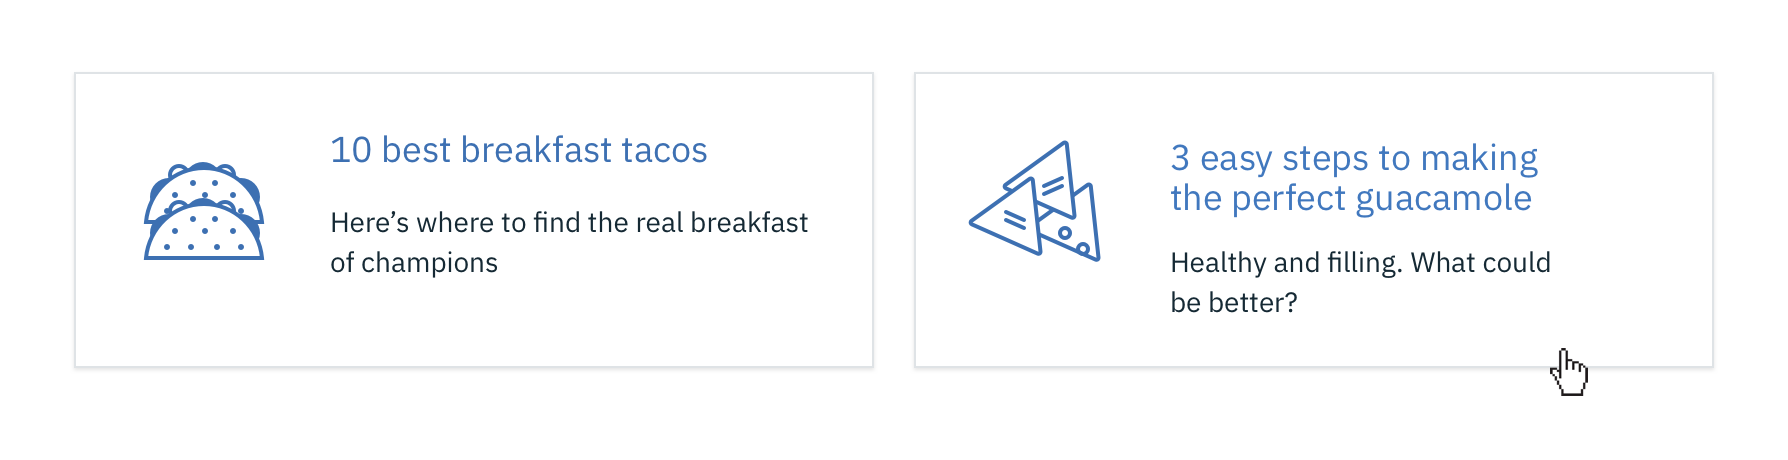 10 best breakfast tacos
Here’s where to find the real breakfast
of champions
3 easy steps to making
the perfect guacamole
Healthy and filling. What could
be better?